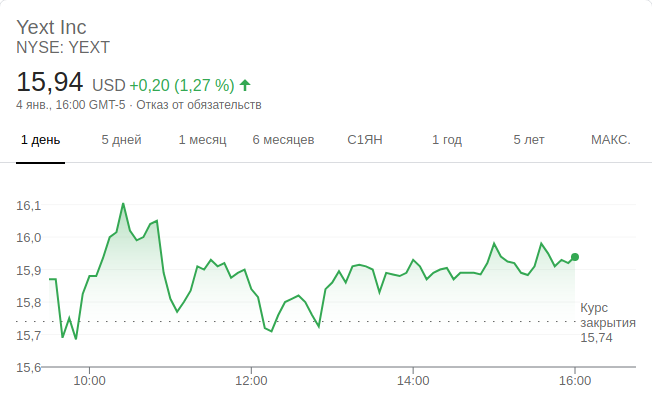 Yext Inc
NYSE: YEXT
15,94 USD +0,20 (1,27 %)
4 янв., 16:00 GMT-5 · Отказ от обязательств
1 день 5 дней 1 месяц 6 месяцев С1ЯН 1 год 5 лет МАКС.
16,1
16,0
15,9
15,8
15,7
15,6
Курс
закрытия
15,74
10:00 12:00 14:00 16:00